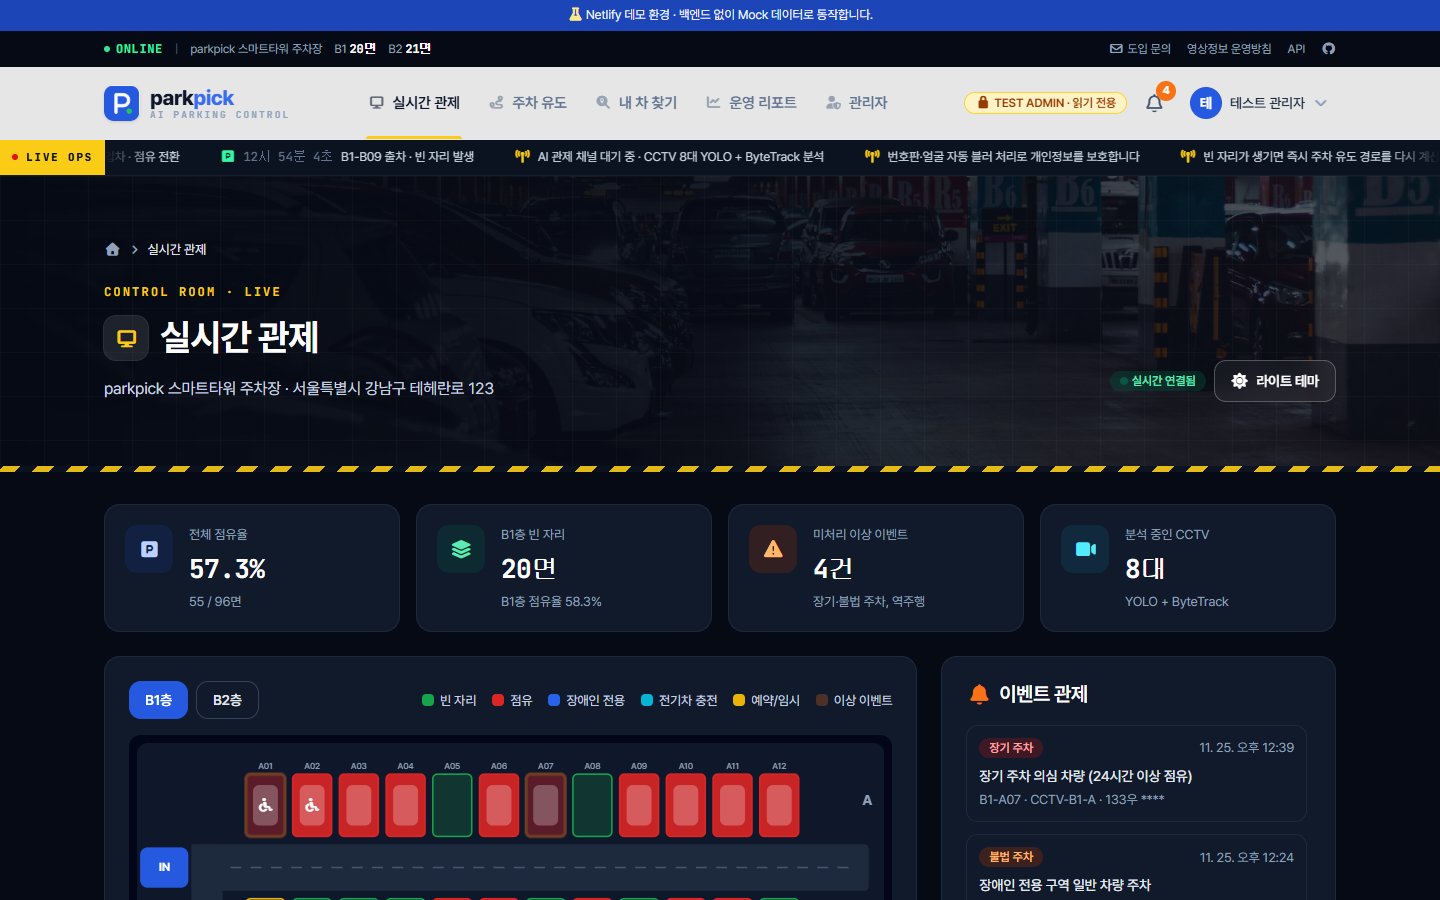 Netlify 데모 환경 · 백엔드 없이 Mock 데이터로 동작합니다.
ONLINE | parkpick 스마트타워 주차장 B1 20면 B2 21면
도입 문의 영상정보 운영방침 API
parkpick
AI PARKING CONTROL
실시간 관제 주차 유도 내 차 찾기 운영 리포트 관리자
TEST ADMIN · 읽기 전용
4
테 테스트 관리자
LIVE OPS
· 점유 전환
12시 54분 4초 B1-B09 출차 · 빈 자리 발생
AI 관제 채널 대기 중 · CCTV 8대 YOLO + ByteTrack 분석
번호판·얼굴 자동 블러 처리로 개인정보를 보호합니다
빈 자리가 생기면 즉시 주차 유도 경로를 다시
R5 B6 R5 B5
EXIT
실시간 관제
CONTROL ROOM · LIVE
실시간 관제
parkpick 스마트타워 주차장 · 서울특별시 강남구 테헤란로 123
실시간 연결됨
라이트 테마
전체 점유율
57.3%
55 / 96면
B1층 빈 자리
20면
B1층 점유율 58.3%
미처리 이상 이벤트
4건
장기·불법 주차, 역주행
분석 중인 CCTV
8대
YOLO + ByteTrack
B1층 B2층
빈 자리 점유 장애인 전용 전기차 충전 예약/임시 이상 이벤트
A01 A02 A03 A04 A05 A06 A07 A08 A09 A10 A11 A12
A
IN
이벤트 관제
장기 주차 11. 25. 오후 12:39
장기 주차 의심 차량 (24시간 이상 점유)
B1-A07 · CCTV-B1-A · 133우 ****
불법 주차 11. 25. 오후 12:24
장애인 전용 구역 일반 차량 주차